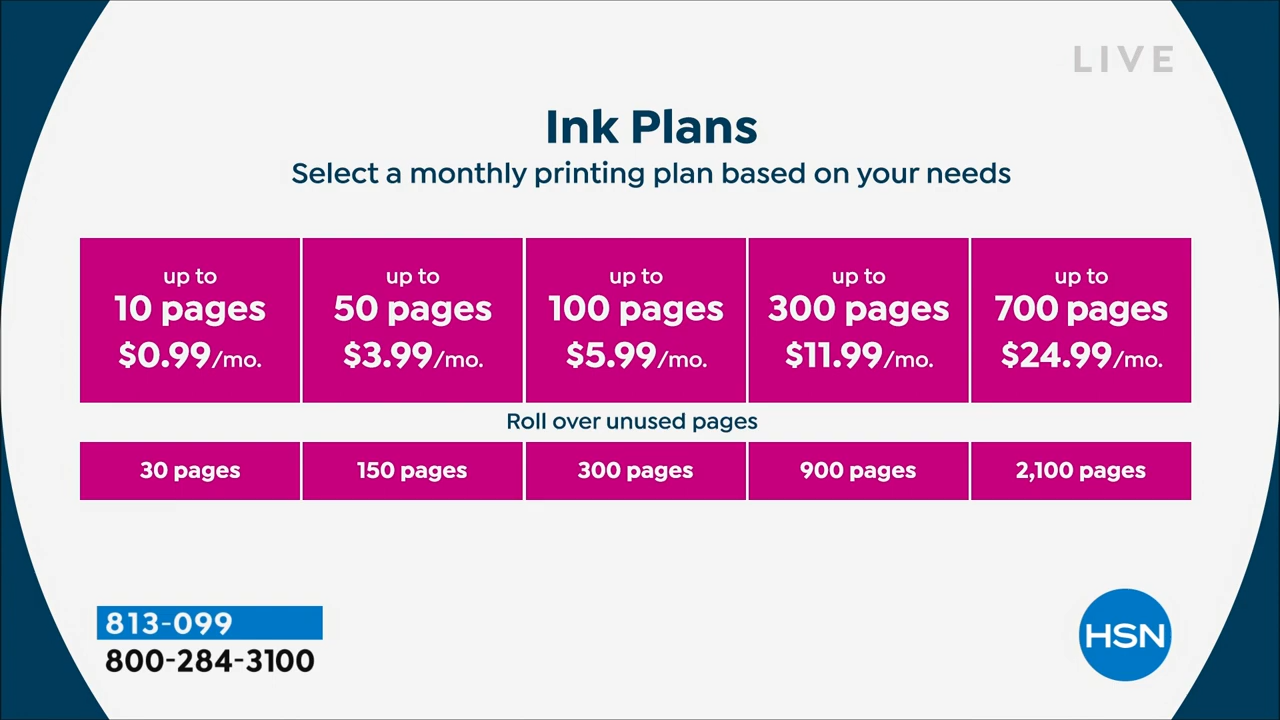 LIVE
Ink Plans
Select a monthly printing plan based on your needs
up to
10 pages
$0.99/mo.
up to
50 pages
$3.99/mo.
up to
100 pages
$5.99/mo.
up to
300 pages
$11.99/mo.
up to
700 pages
$24.99/mo.
Roll over unused pages
30 pages
150 pages
300 pages
900 pages
2,100 pages
813-099
800-284-3100
HSN